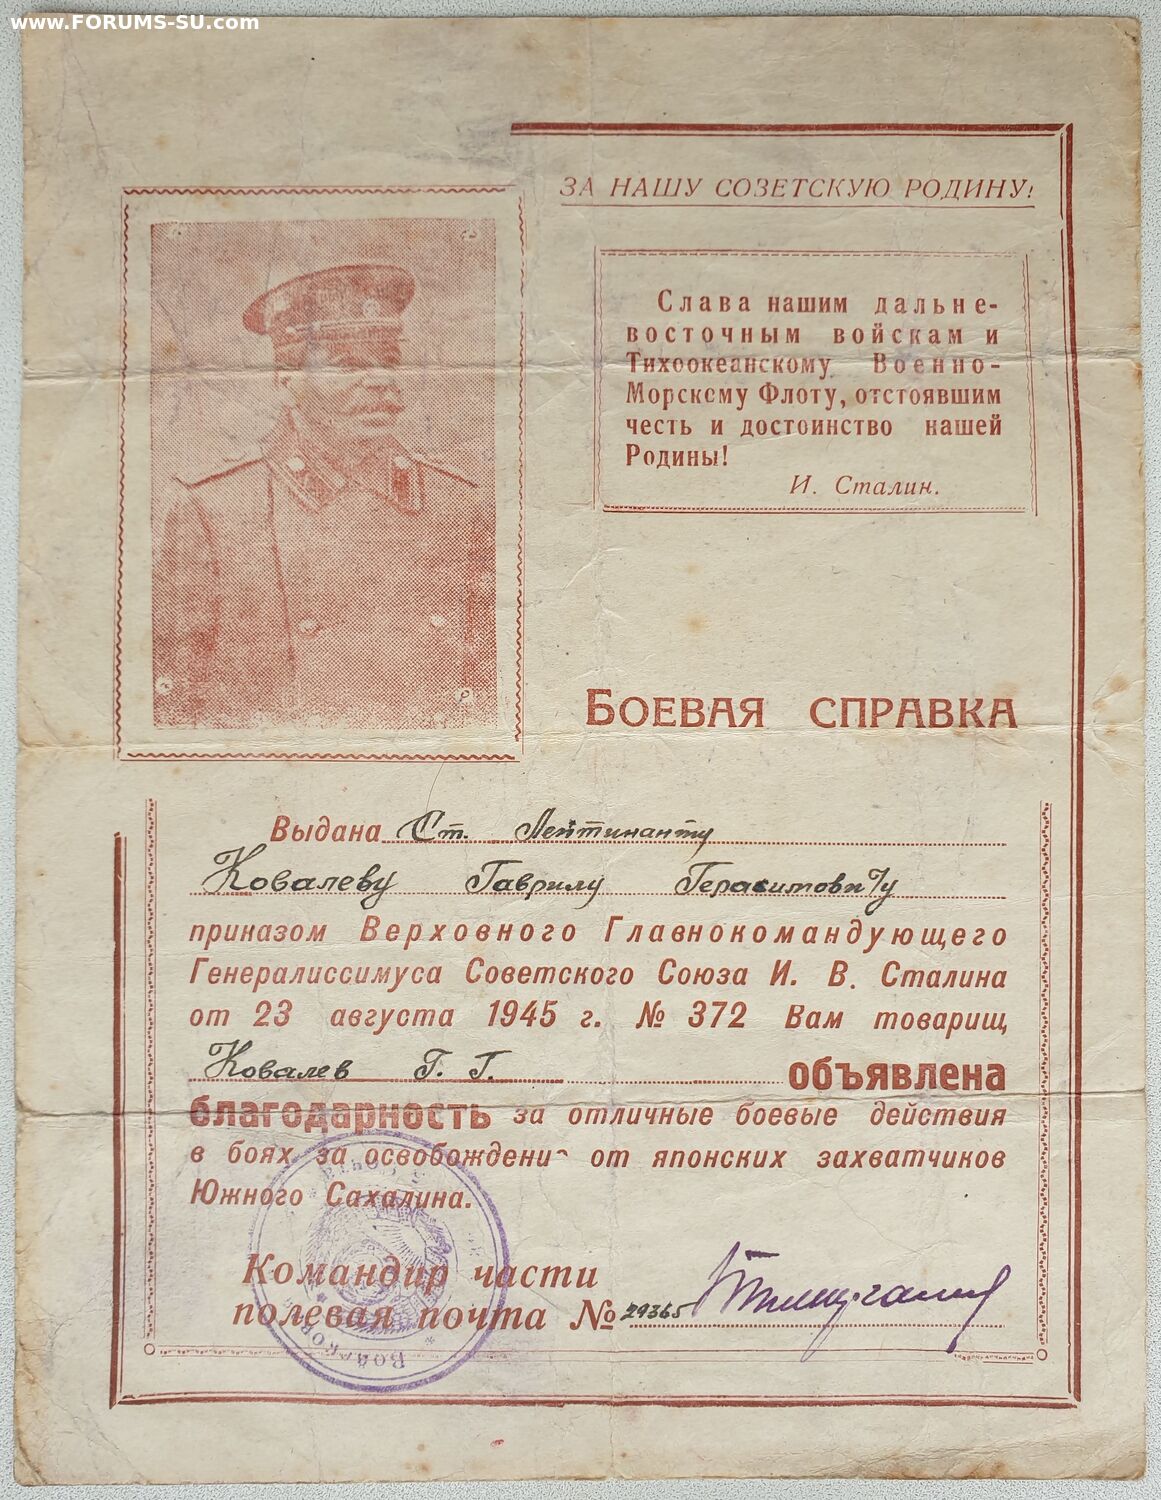 www.FORUMS-SU.com
ЗА НАШУ СОВЕТСКУЮ РОДИНУ!
Слава нашим дальне-
восточным войскам и
Тихоокеанскому Военно-
Морскому Флоту, отстоявшим
честь и достоинство нашей
Родины!
И. Сталин.
БОЕВАЯ СПРАВКА
Выдана Ст. Лейтинанту
Ковалеву Гаврилу Герасимовичу
приказом Верховного Главнокомандующего
Генералиссимуса Советского Союза И. В. Сталина
от 23 августа 1945 г. № 372 Вам товарищ
Ковалев Г. Г. объявлена
благодарность за отличные боевые действия
в боях за освобождени от японских захватчиков
Южного Сахалина.
Командир части
полевая почта № 29365